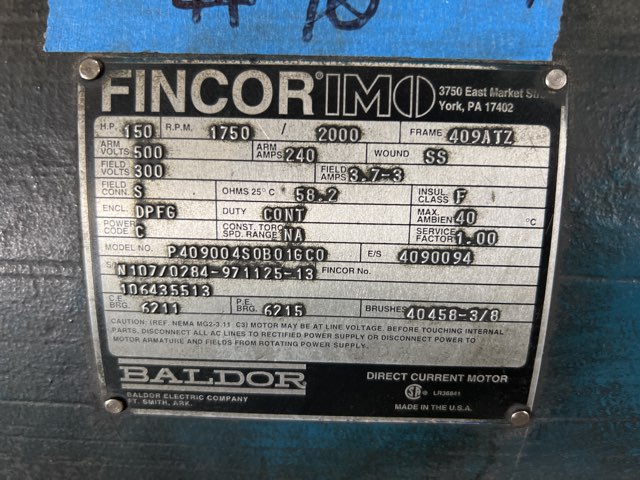 # 90
FINCOR® IMO 3750 East Market
York, PA 17402
H.P. 150 R.P.M. 1750 / 2000 FRAME 409ATZ
ARM VOLTS 500 ARM AMPS 240 WOUND SS
FIELD VOLTS 300 FIELD AMPS 3.7-3
FIELD CONN. S OHMS 25°C 58.2 INSUL. CLASS F
ENCL. DPFG DUTY CONT MAX. AMBIENT 40 °C
POWER CODE C CONST. TORQ SPD. RANGE NA SERVICE FACTOR 1.00
MODEL NO. P409004S0B01GC0 E/S 4090094
N107/0284-971125-13 FINCOR No.
106435513
C.E. BRG. 6211 P.E. BRG. 6215 BRUSHES 40458-3/8
CAUTION: (REF. NEMA MG2-3.11 C3) MOTOR MAY BE AT LINE VOLTAGE. BEFORE TOUCHING INTERNAL
PARTS, DISCONNECT ALL AC LINES TO RECTIFIED POWER SUPPLY OR DISCONNECT POWER TO
MOTOR ARMATURE AND FIELDS FROM ROTATING POWER SUPPLY.
BALDOR DIRECT CURRENT MOTOR
BALDOR ELECTRIC COMPANY
FT. SMITH, ARK. LR36841
MADE IN THE U.S.A.